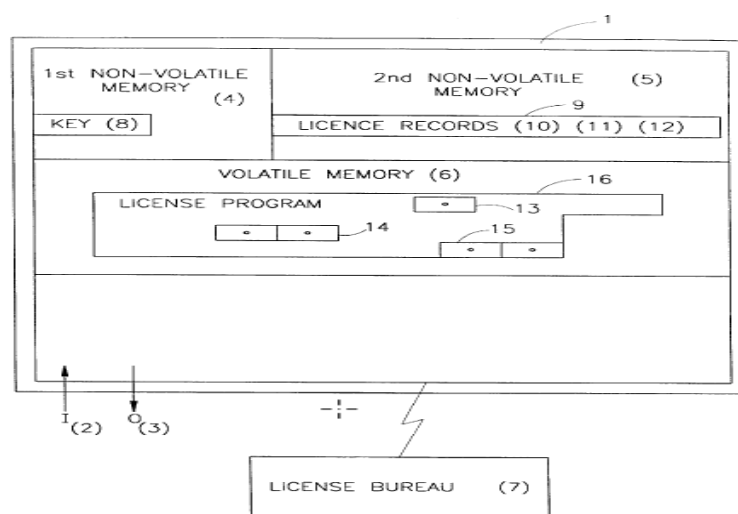 1
1st NON-VOLATILE
MEMORY
(4)
2nd NON-VOLATILE (5)
MEMORY
9
KEY (8)
LICENCE RECORDS (10) (11) (12)
VOLATILE MEMORY (6)
16
LICENSE PROGRAM
13
14
15
I (2)
O (3)
LICENSE BUREAU (7)